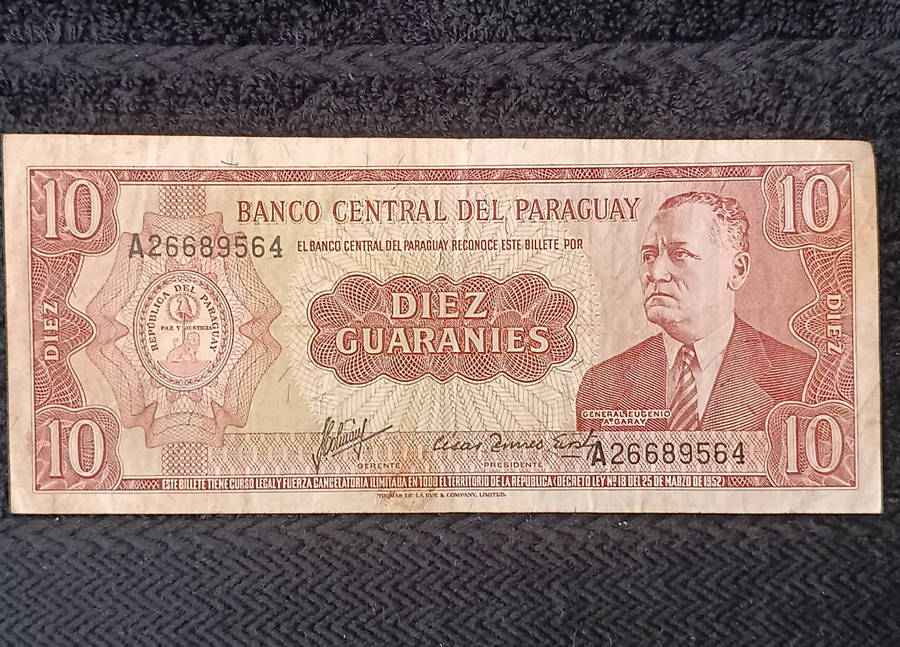 10
10
BANCO CENTRAL DEL PARAGUAY
A26689564
EL BANCO CENTRAL DEL PARAGUAY RECONOCE ESTE BILLETE POR
REPÚBLICA DEL PARAGUAY
PAZ Y JUSTICIA
DIEZ
GUARANIES
DIEZ
DIEZ
GENERAL EUGENIO
A. GARAY
10
10
A26689564
GERENTE
PRESIDENTE
ESTE BILLETE TIENE CURSO LEGAL Y FUERZA CANCELATORIA ILIMITADA EN TODO EL TERRITORIO DE LA REPUBLICA (DECRETO LEY Nº 18 DEL 25 DE MARZO DE 1952)
THOMAS DE LA RUE & COMPANY, LIMITED.